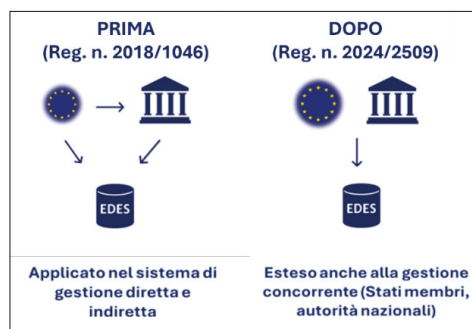 PRIMA
(Reg. n. 2018/1046)
EDES
Applicato nel sistema di
gestione diretta e
indiretta
DOPO
(Reg. n. 2024/2509)
EDES
Esteso anche alla gestione
concorrente (Stati membri,
autorità nazionali)